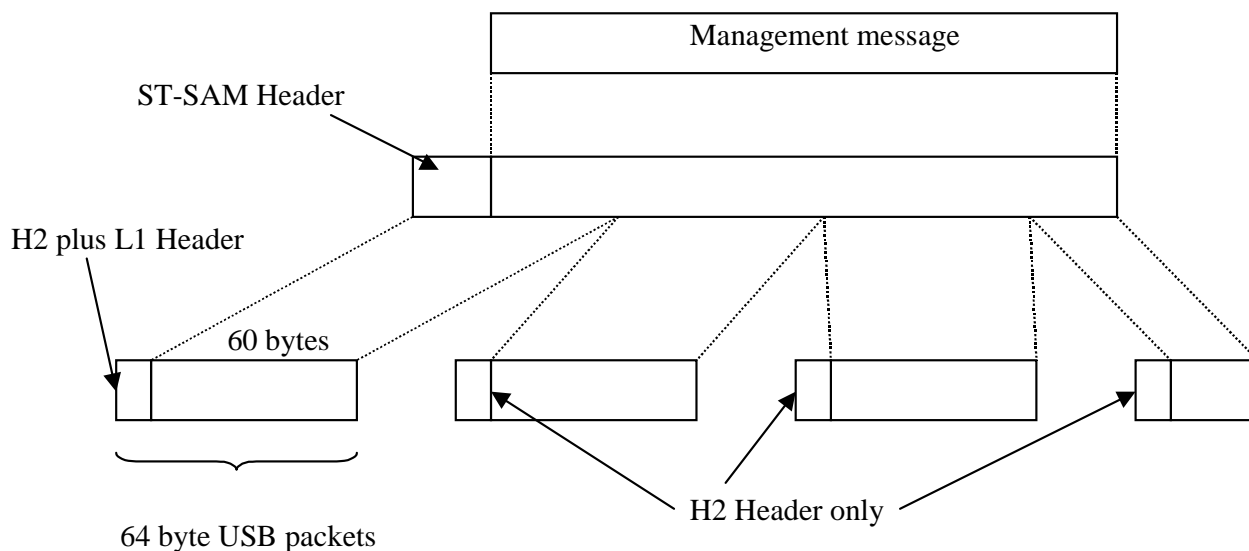 Management message
ST-SAM Header
H2 plus L1 Header
60 bytes
H2 Header only
64 byte USB packets